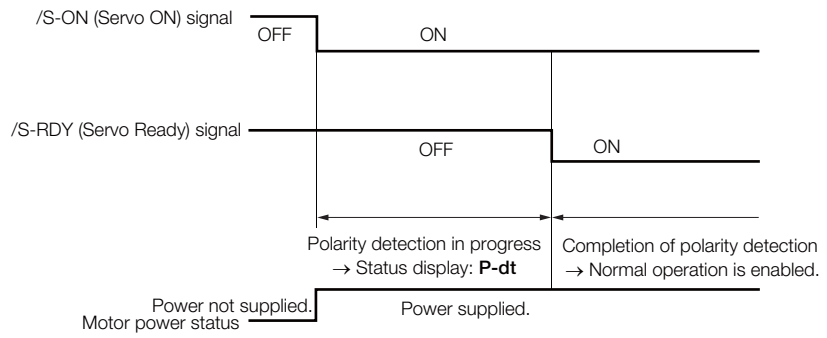 /S-ON (Servo ON) signal
OFF
ON
/S-RDY (Servo Ready) signal
OFF
ON
Polarity detection in progress
→ Status display: P-dt
Completion of polarity detection
→ Normal operation is enabled.
Power not supplied.
Power supplied.
Motor power status